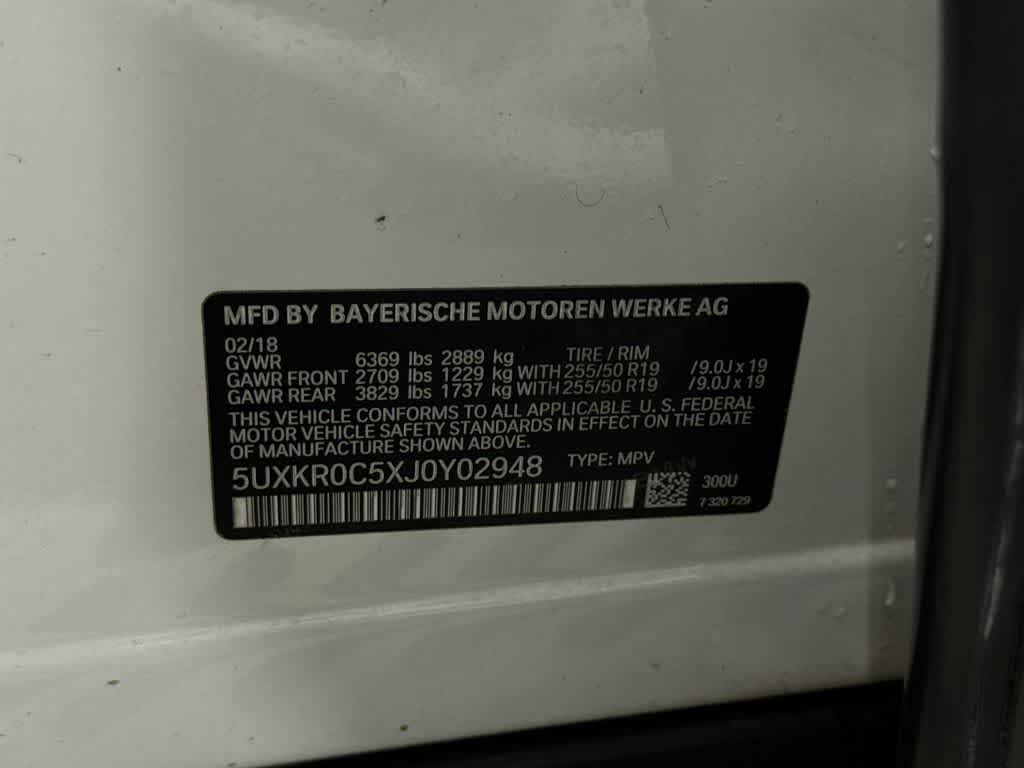 MFD BY BAYERISCHE MOTOREN WERKE AG
02/18
GVWR 6369 lbs 2889 kg TIRE / RIM
GAWR FRONT 2709 lbs 1229 kg WITH 255/50 R19 /9.0J x 19
GAWR REAR 3829 lbs 1737 kg WITH 255/50 R19 /9.0J x 19
THIS VEHICLE CONFORMS TO ALL APPLICABLE U. S. FEDERAL
MOTOR VEHICLE SAFETY STANDARDS IN EFFECT ON THE DATE
OF MANUFACTURE SHOWN ABOVE.
5UXKR0C5XJ0Y02948 TYPE: MPV
300U
7 320 729